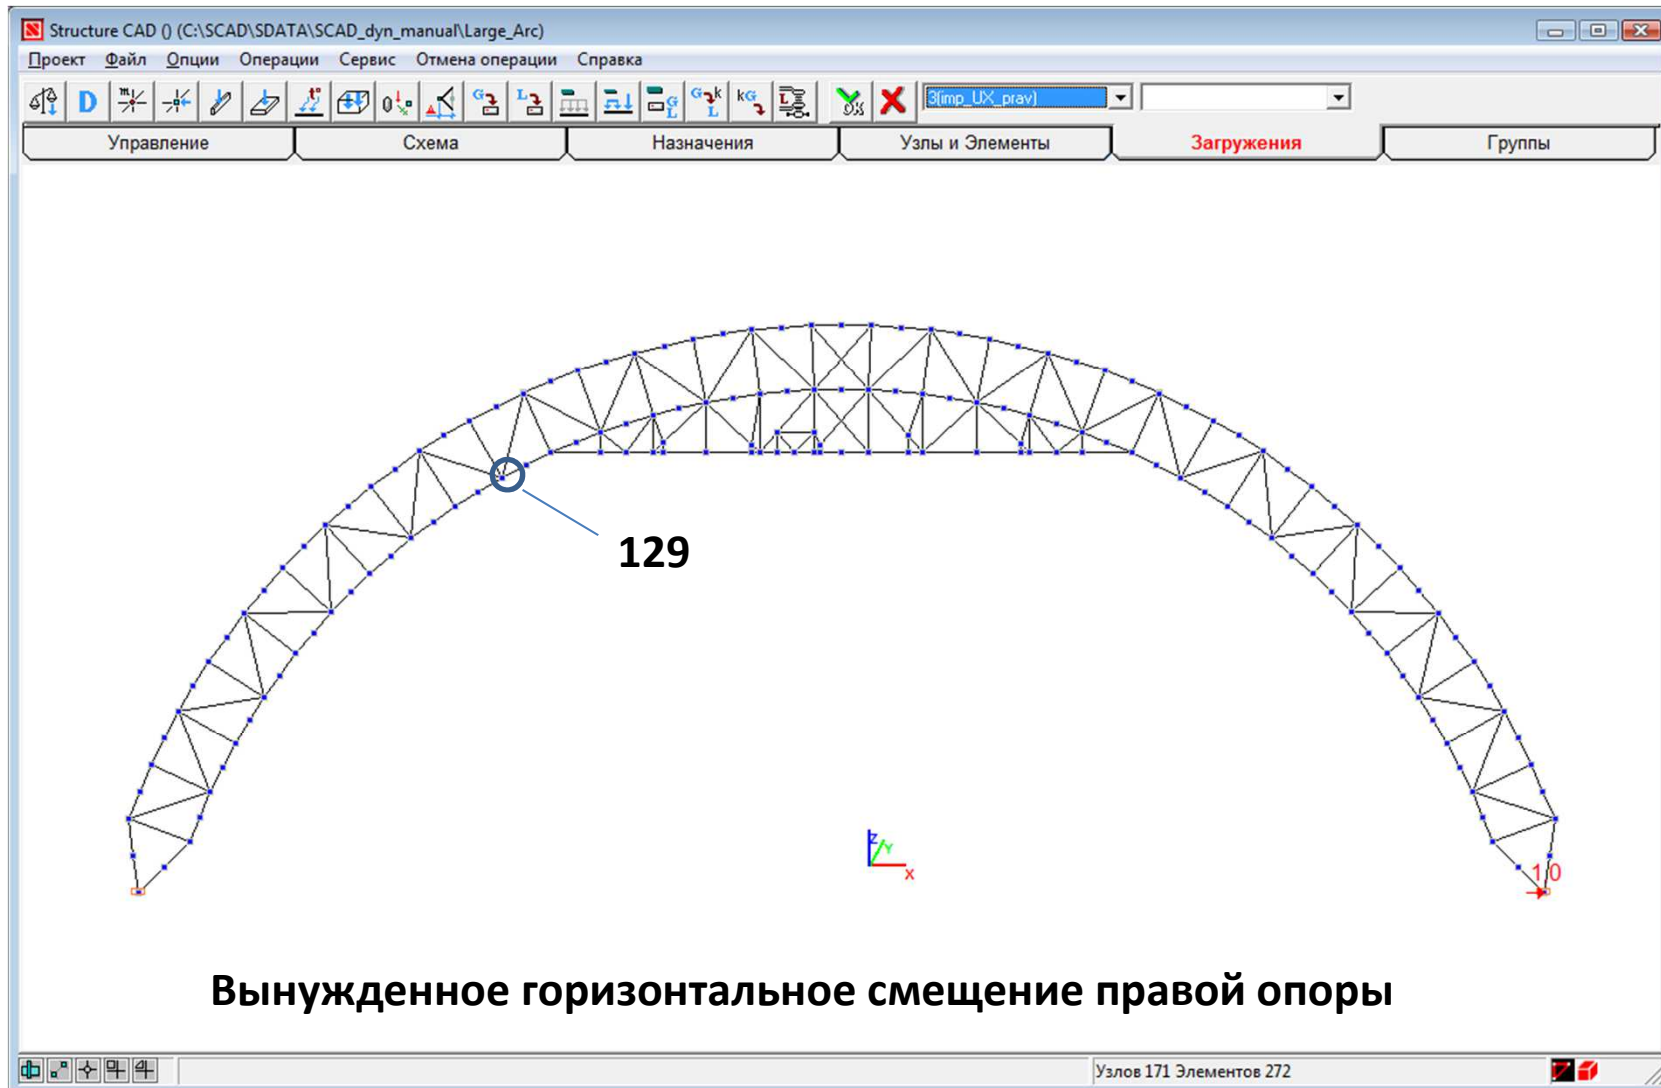 Structure CAD () (C:\SCAD\SDATA\SCAD_dyn_manual\Large_Arc)
Проект Файл Опции Операции Сервис Отмена операции Справка
3(imp_UX_prav)
Управление Схема Назначения Узлы и Элементы Загружения Группы
129
Z
Y
X
1,0
Вынужденное горизонтальное смещение правой опоры
Узлов 171 Элементов 272